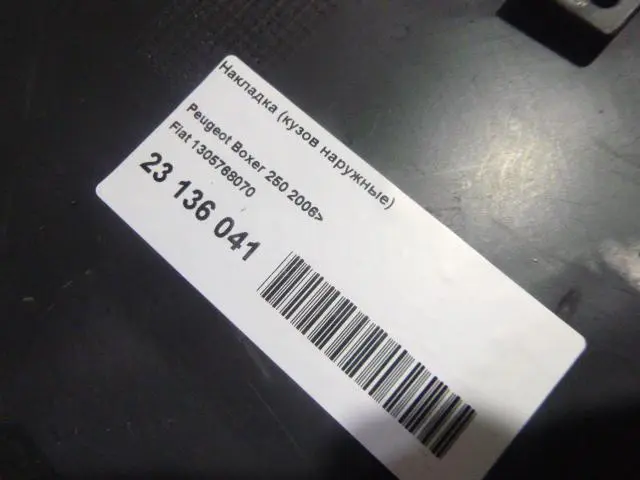 Накладка (кузов наружные)
Peugeot Boxer 250 2006>
Fiat 1305768070
23 136 041